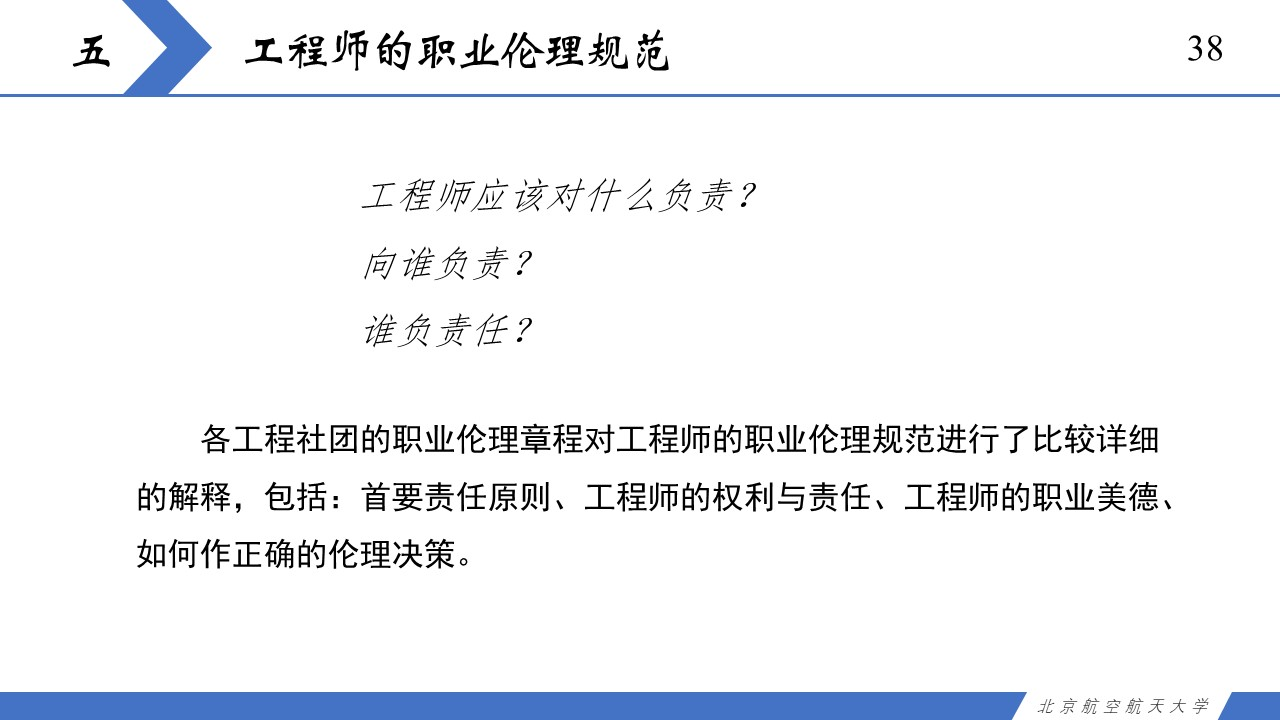 五
工程师的职业伦理规范
38
工程师应该对什么负责？
向谁负责？
谁负责任？
各工程社团的职业伦理章程对工程师的职业伦理规范进行了比较详细
的解释，包括：首要责任原则、工程师的权利与责任、工程师的职业美德、
如何作正确的伦理决策。
北京航空航天大学